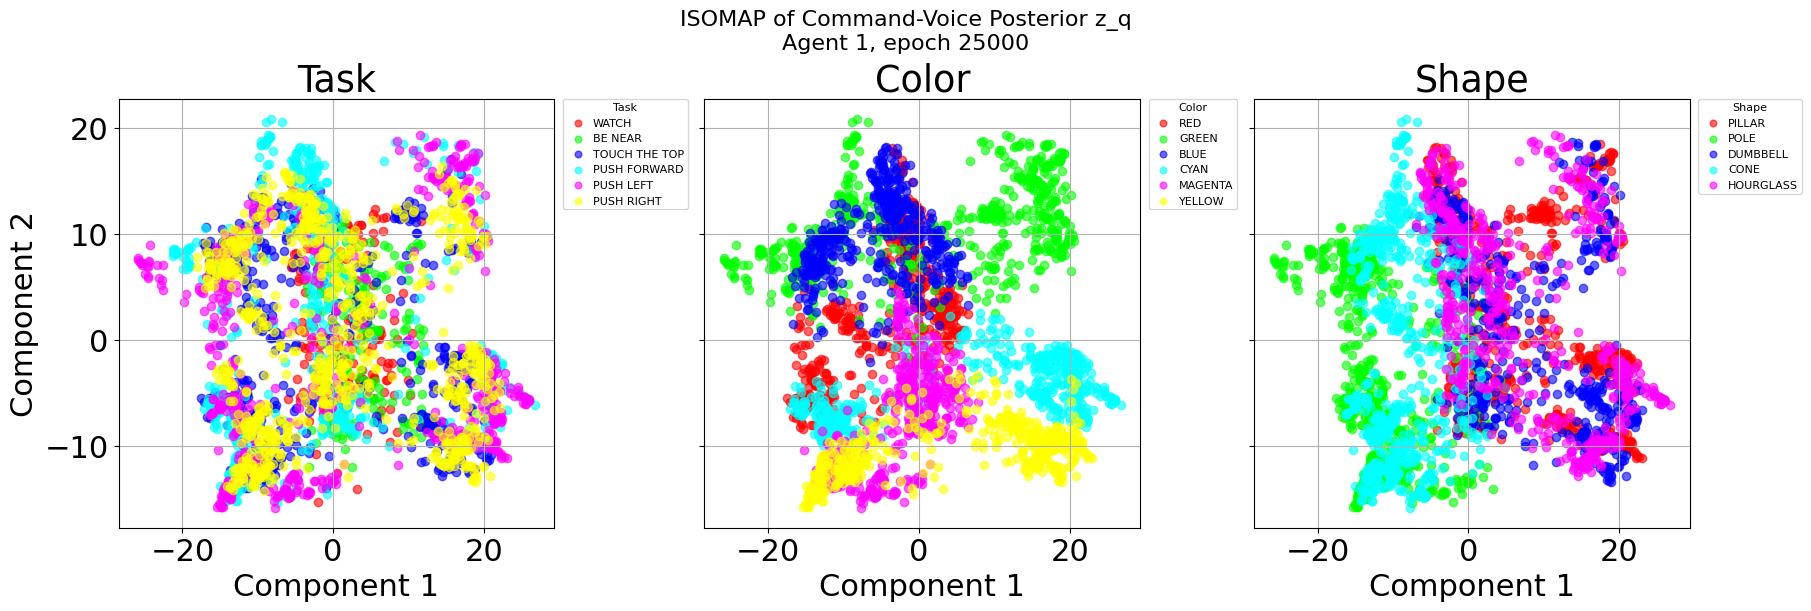 ISOMAP of Command-Voice Posterior z_q
Agent 1, epoch 25000
Task
Color
Shape
Component 2
20
10
0
−10
−20
0
20
Component 1
Task
WATCH
BE NEAR
TOUCH THE TOP
PUSH FORWARD
PUSH LEFT
PUSH RIGHT
−20
0
20
Component 1
Color
RED
GREEN
BLUE
CYAN
MAGENTA
YELLOW
−20
0
20
Component 1
Shape
PILLAR
POLE
DUMBBELL
CONE
HOURGLASS